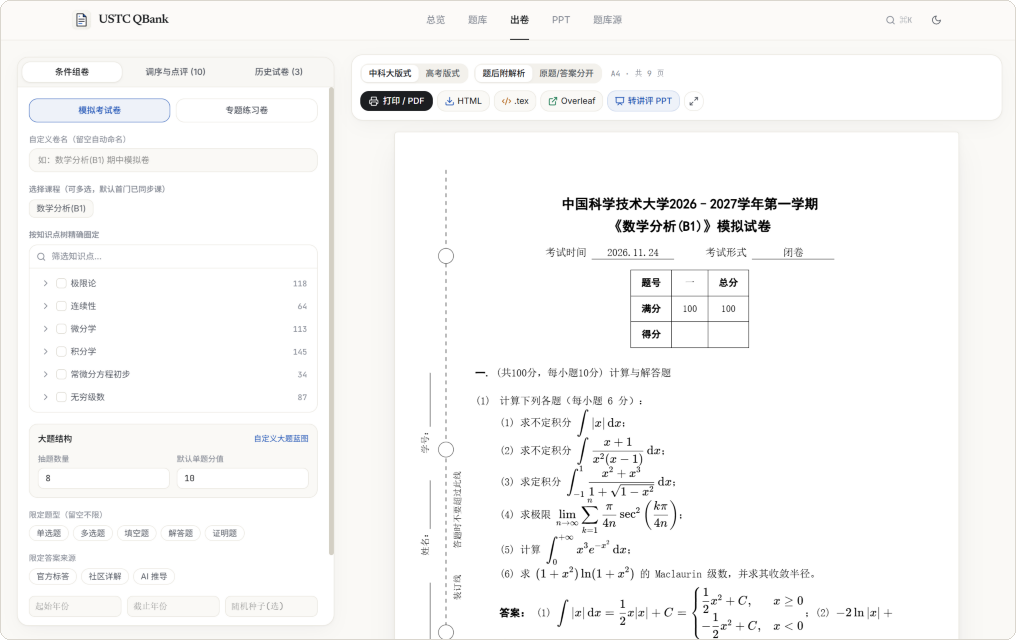 USTC QBank
总览 题库 出卷 PPT 题库源
⌘K
条件组卷 调序与点评 (10) 历史试卷 (3)
模拟考试卷 专题练习卷
自定义卷名（留空自动命名）
如：数学分析(B1) 期中模拟卷
选择课程（可多选，默认首门已同步课）
数学分析(B1)
按知识点树精确圈定
筛选知识点...
极限论 118
连续性 64
微分学 113
积分学 145
常微分方程初步 34
无穷级数 87
大题结构 自定义大题蓝图
抽题数量 默认单题分值
8 10
限定题型（留空不限）
单选题 多选题 填空题 解答题 证明题
限定答案来源
官方标答 社区详解 AI 推导
起始年份 截止年份 随机种子(选)
中科大版式 高考版式 题后附解析 原题/答案分开 A4 · 共 9 页
打印 / PDF HTML </> .tex Overleaf 转讲评 PPT
中国科学技术大学2026－2027学年第一学期
《数学分析(B1)》模拟试卷
考试时间 2026.11.24 考试形式 闭卷
题号 一 总分
满分 100 100
得分
一. (共100分，每小题10分) 计算与解答题
(1) 计算下列各题（每小题 6 分）：
(1) 求不定积分 ∫ |x| dx;
(2) 求不定积分 ∫ (x + 1)/(x²(x − 1)) dx;
(3) 求定积分 ∫₋₁¹ (x² + x³)/(1 + √(1 − x²)) dx;
(4) 求极限 lim_{n→∞} ∑_{k=1}^{n} π/(4n) sec² (kπ/(4n));
(5) 计算 ∫₀^{+∞} x³e^{−x²} dx;
(6) 求 (1 + x²) ln(1 + x²) 的 Maclaurin 级数，并求其收敛半径。
答案： (1) ∫ |x| dx = 1/2 x|x| + C = { 1/2 x² + C, x ≥ 0; −1/2 x² + C, x < 0 ; (2) −2 ln |x| +
学号：
姓名：
答题时不要超过此线
装订线